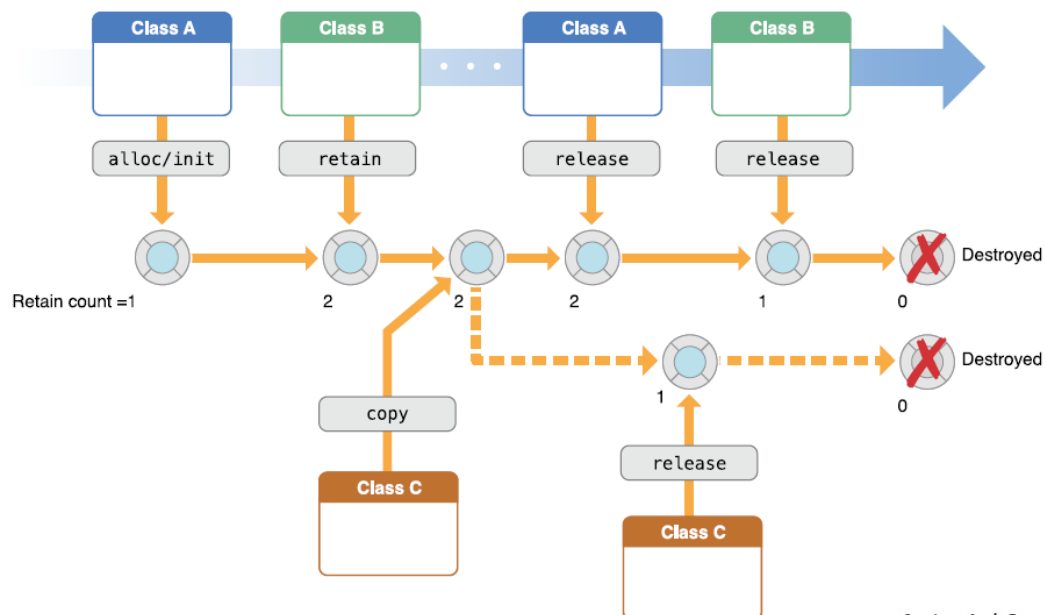 Class A
Class B
. . .
Class A
Class B
alloc/init
retain
release
release
Destroyed
Retain count =1
2
2
2
1
0
Destroyed
1
0
copy
release
Class C
Class C